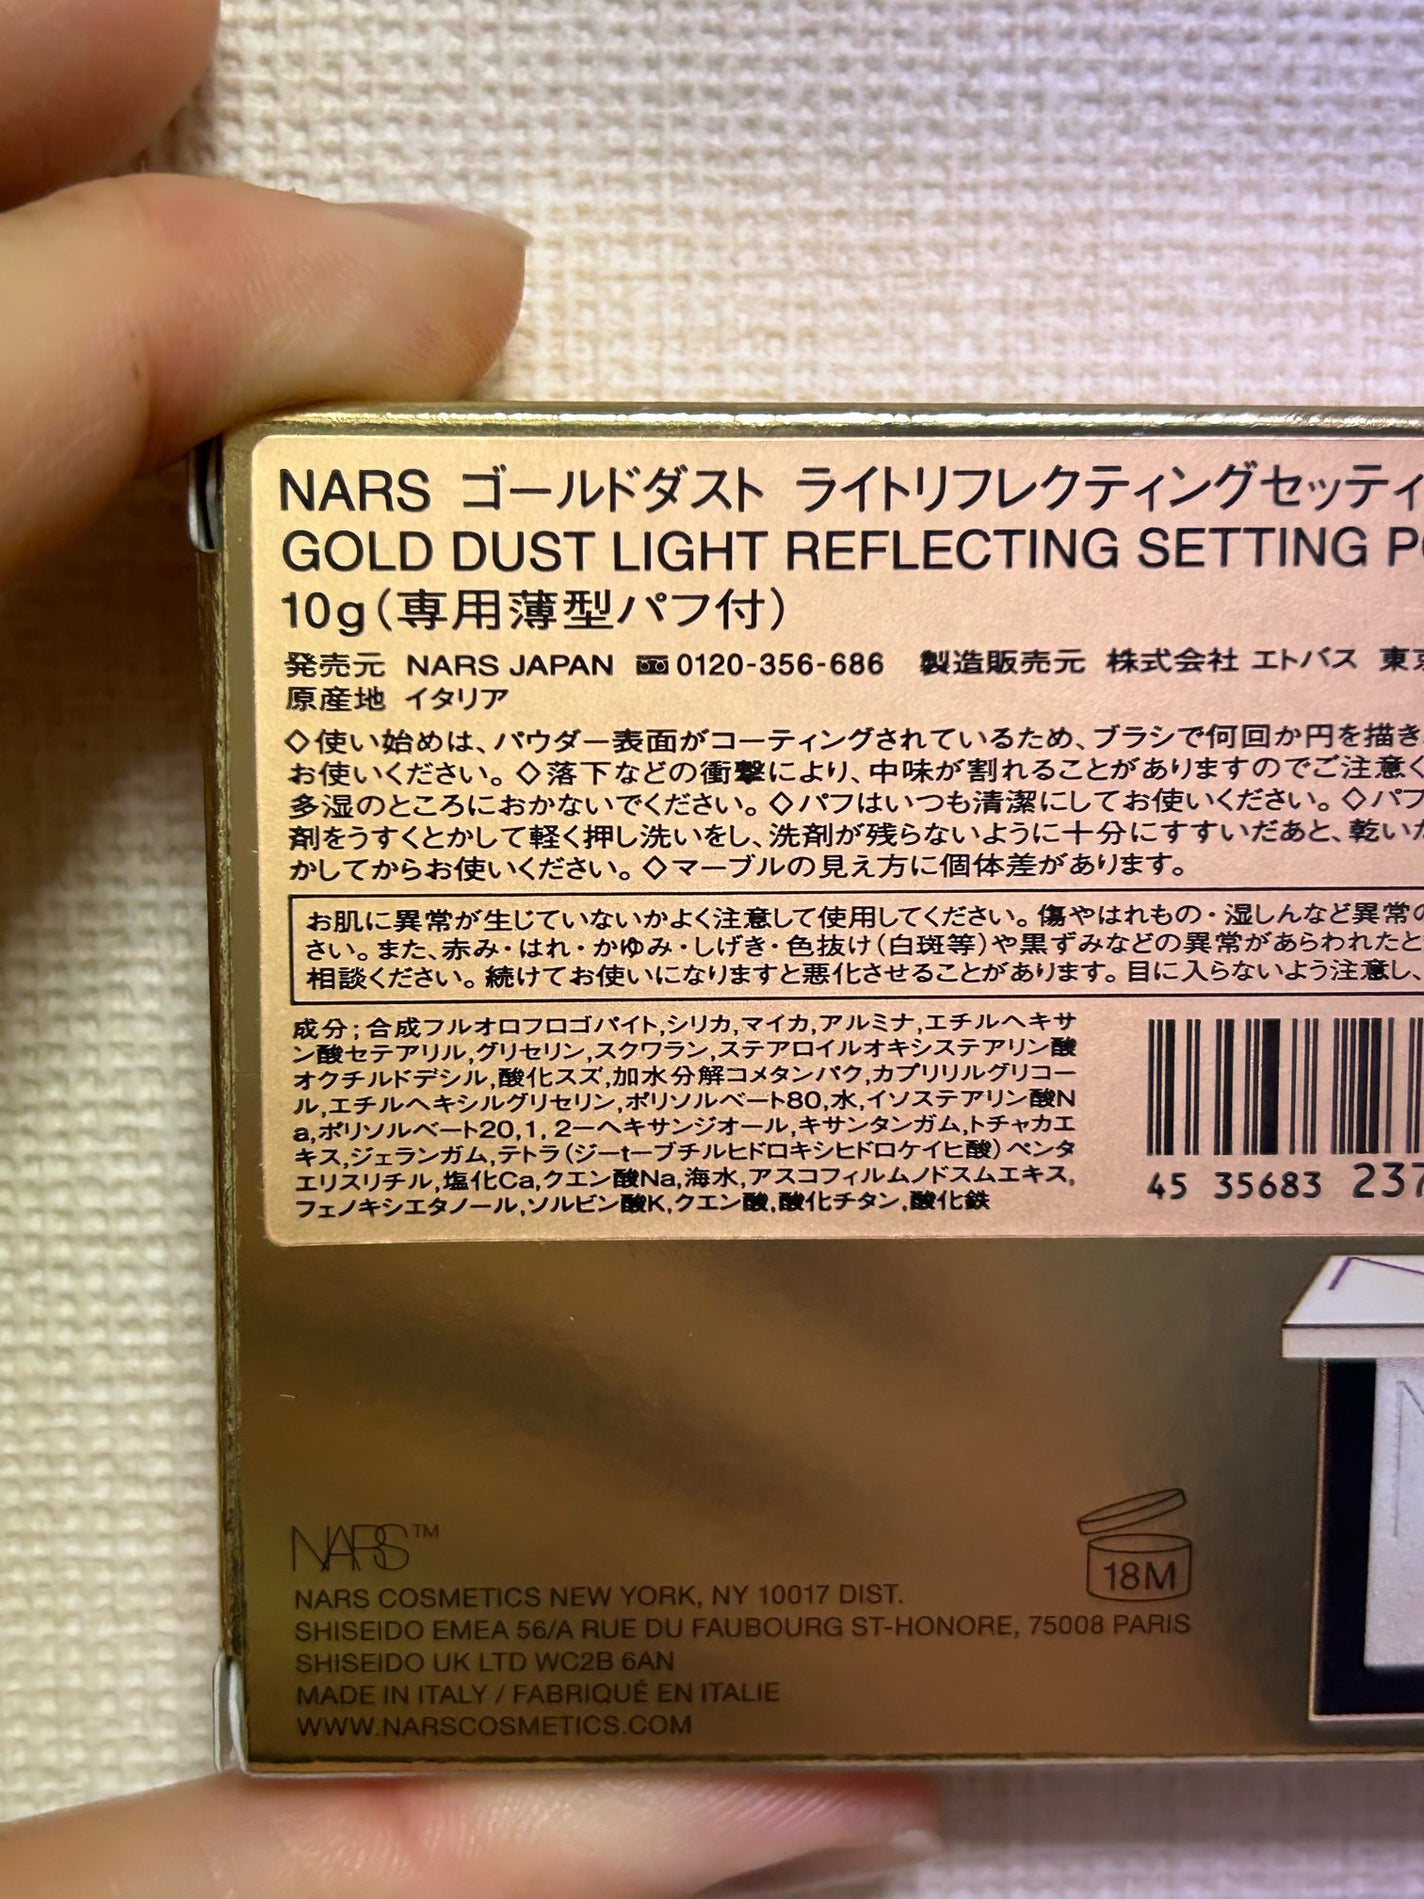 NARS ゴールドダスト ライトリフレクティングセッティ
GOLD DUST LIGHT REFLECTING SETTING
10g(専用薄型パフ付)
発売元 NARS JAPAN 0120-356-686 製造販売元 株式会社 エトバス 東京
原産地 イタリア
◇使い始めは、パウダー表面がコーティングされているため、ブラシで何回か円を描き
お使いください。◇落下などの衝撃により、中味が割れることがありますのでご注意く
多湿のところにおかないでください。◇パフはいつも清潔にしてお使いください。◇パフ
剤をうすくとかして軽く押し洗いをし、洗剤が残らないように十分にすすいだあと、乾いた
かしてからお使いください。◇マーブルの見え方に個体差があります。
お肌に異常が生じていないかよく注意して使用してください。傷やはれもの・湿しんなど異常の
さい。また、赤み・はれ・かゆみ・しげき・色抜け(白斑等)や黒ずみなどの異常があらわれたと
相談ください。続けてお使いになりますと悪化させることがあります。目に入らないよう注意し、
成分;合成フルオロフロゴパイト,シリカ,マイカ,アルミナ,エチルヘキサ
ン酸セテアリル,グリセリン,スクワラン,ステアロイルオキシステアリン酸
オクチルドデシル,酸化スズ,加水分解コメタンパク,カプリリルグリコー
ル,エチルヘキシルグリセリン,ポリソルベート80,水,イソステアリン酸N
a,ポリソルベート20,1,2ーヘキサンジオール,キサンタンガム,トチャカエ
キス,ジェランガム,テトラ(ジーtーブチルヒドロキシヒドロケイヒ酸)ペンタ
エリスリチル,塩化Ca,クエン酸Na,海水,アスコフィルムノドスムエキス,
フェノキシエタノール,ソルビン酸K,クエン酸,酸化チタン,酸化鉄
45 35683 237
NARS™
18M
NARS COSMETICS NEW YORK, NY 10017 DIST.
SHISEIDO EMEA 56/A RUE DU FAUBOURG ST-HONORE, 75008 PARIS
SHISEIDO UK LTD WC2B 6AN
MADE IN ITALY / FABRIQUÉ EN ITALIE
WWW.NARSCOSMETICS.COM